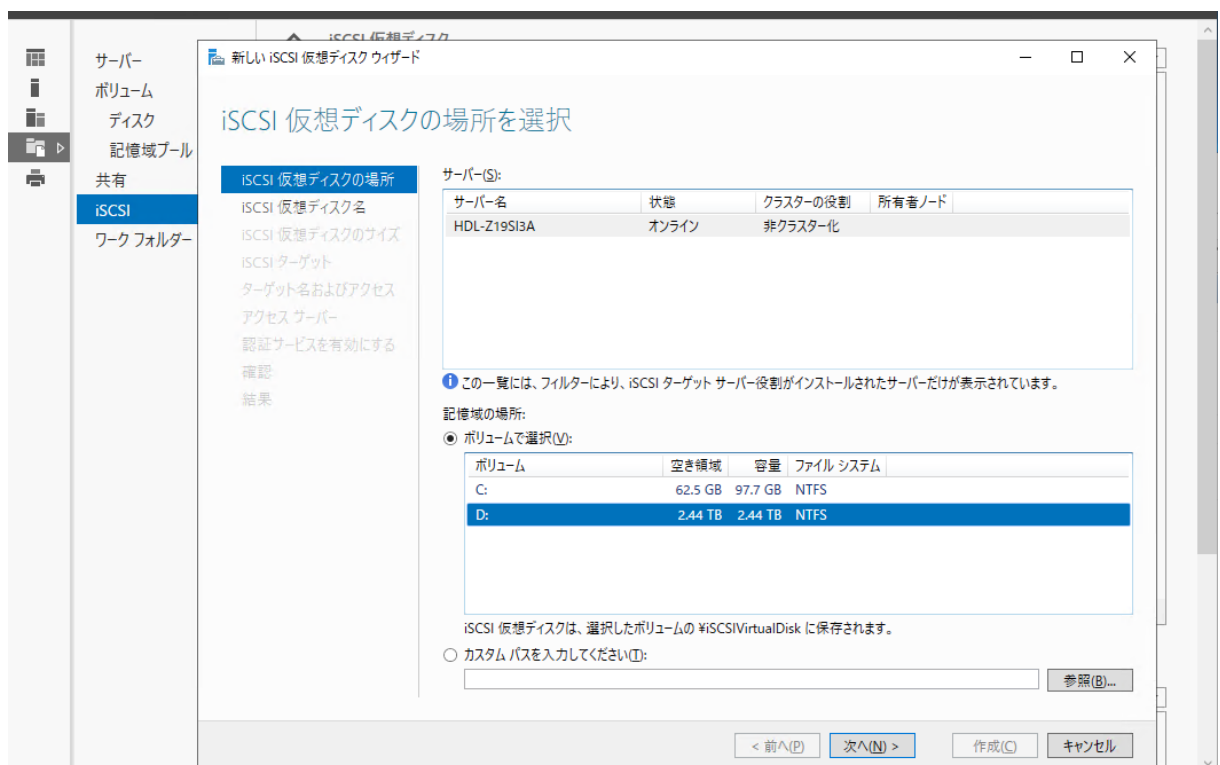 iSCSI 仮想ディスク
新しい iSCSI 仮想ディスク ウィザード
サーバー
ボリューム
ディスク
記憶域プール
共有
iSCSI
ワーク フォルダー
iSCSI 仮想ディスクの場所を選択
iSCSI 仮想ディスクの場所
iSCSI 仮想ディスク名
iSCSI 仮想ディスクのサイズ
iSCSI ターゲット
ターゲット名およびアクセス
アクセス サーバー
認証サービスを有効にする
確認
結果
サーバー(S):
サーバー名 状態 クラスターの役割 所有者ノード
HDL-Z19SI3A オンライン 非クラスター化
この一覧には、フィルターにより、iSCSI ターゲット サーバー役割がインストールされたサーバーだけが表示されています。
記憶域の場所:
ボリュームで選択(V):
ボリューム 空き領域 容量 ファイル システム
C: 62.5 GB 97.7 GB NTFS
D: 2.44 TB 2.44 TB NTFS
iSCSI 仮想ディスクは、選択したボリュームの ¥iSCSIVirtualDisk に保存されます。
カスタム パスを入力してください(T):
参照(B)...
< 前へ(P) 次へ(N) > 作成(C) キャンセル